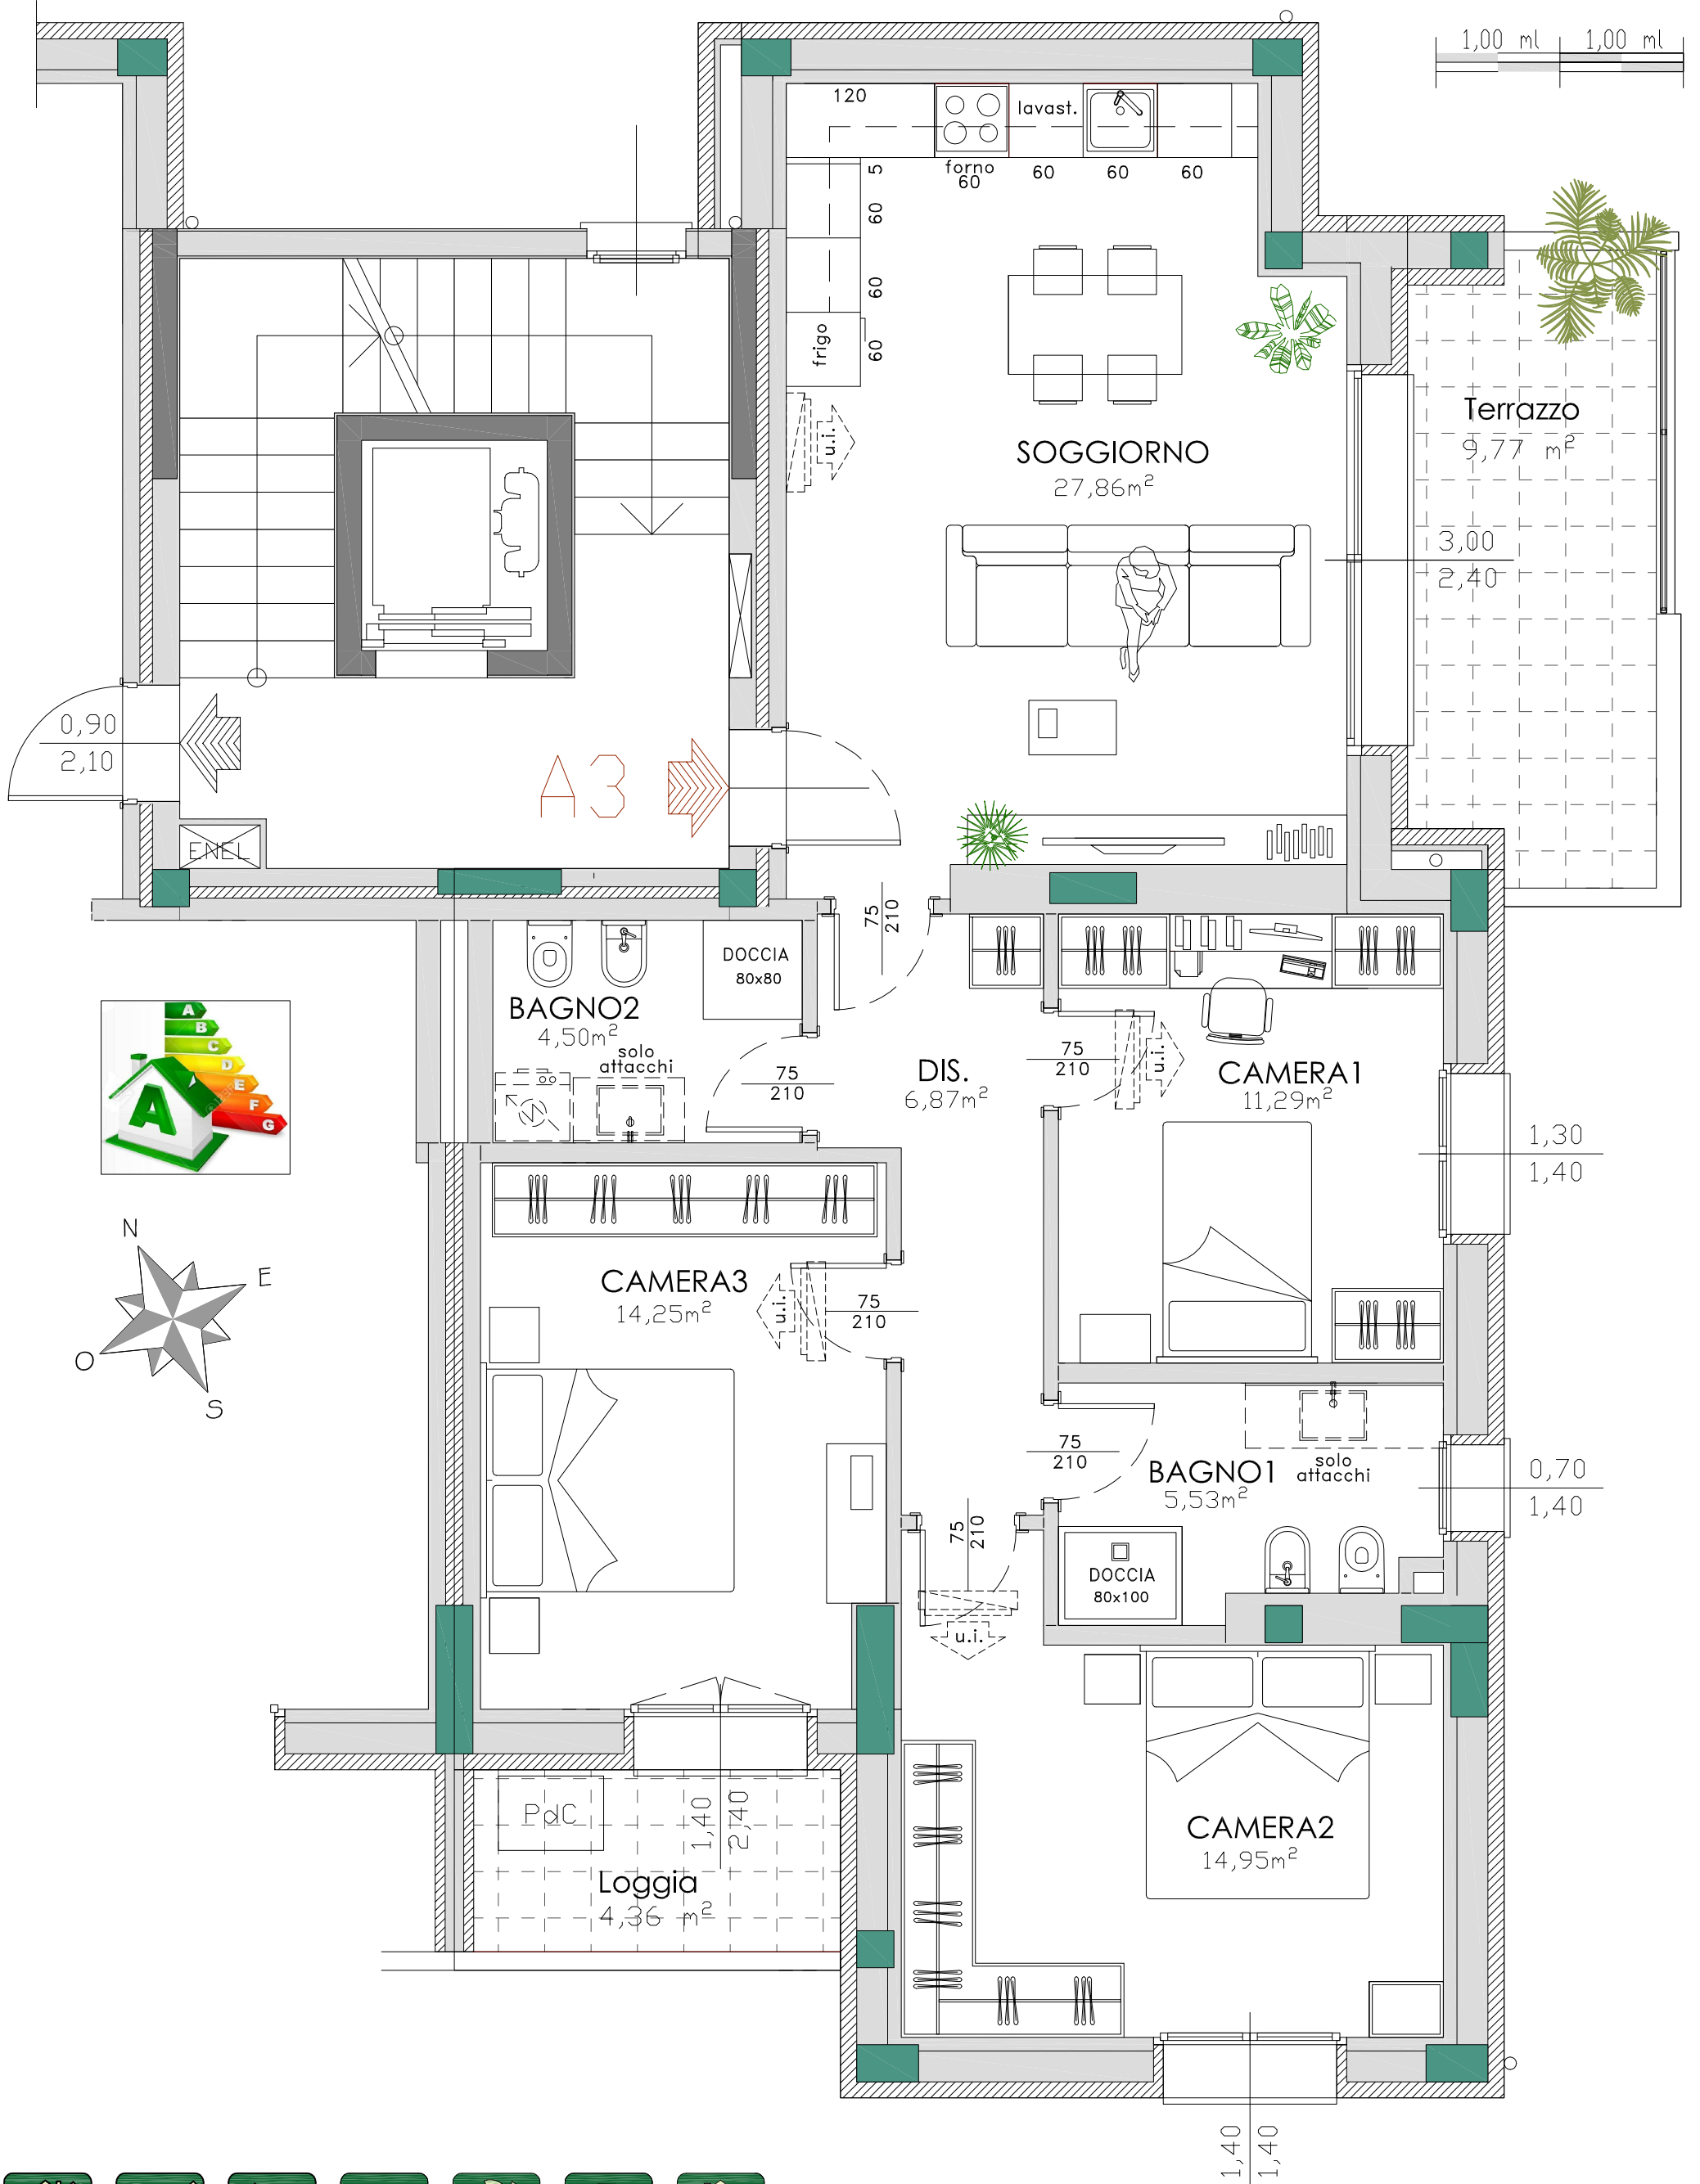 1,00 ml 1,00 ml
120
lavast.
forno
60
60
60
60
5
60
60
60
frigo
u.i.
SOGGIORNO
27,86m²
Terrazzo
9,77 m²
3,00
2,40
0,90
2,10
A3
ENEL
75
210
DOCCIA
80x80
BAGNO2
4,50m²
solo
attacchi
75
210
DIS.
6,87m²
75
210
u.i.
CAMERA1
11,29m²
1,30
1,40
A
B
C
D
E
F
G
A
N
E
O
S
CAMERA3
14,25m²
u.i.
75
210
75
210
BAGNO1
5,53m²
solo
attacchi
0,70
1,40
75
210
DOCCIA
80x100
u.i.
PdC
1,40
2,40
Loggia
4,36 m²
CAMERA2
14,95m²
1,40
1,40